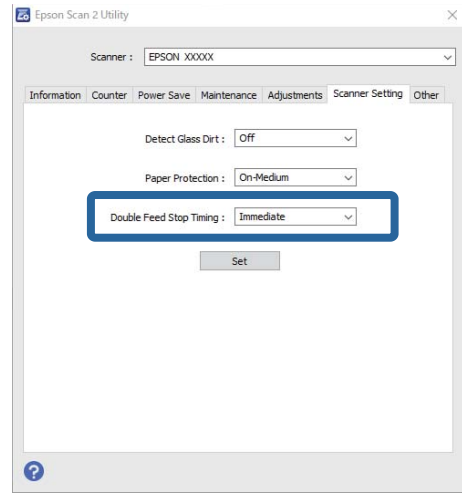 Epson Scan 2 Utility
Scanner : EPSON XXXXX
Information Counter Power Save Maintenance Adjustments Scanner Setting Other
Detect Glass Dirt : Off
Paper Protection : On-Medium
Double Feed Stop Timing : Immediate
Set
?